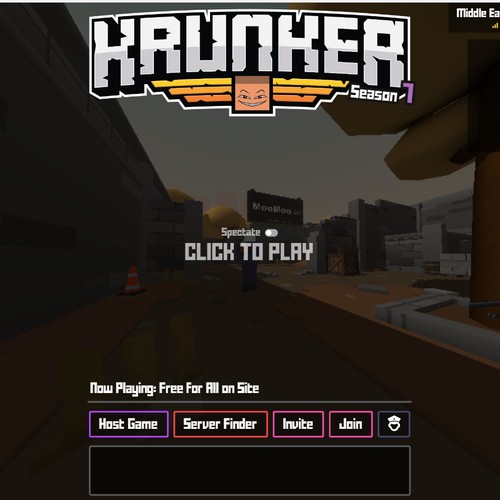 KRUNKER
Season 7
Middle Ea
MooMoo.io
Spectate
CLICK TO PLAY
Now Playing: Free For All on Site
Host Game
Server Finder
Invite
Join